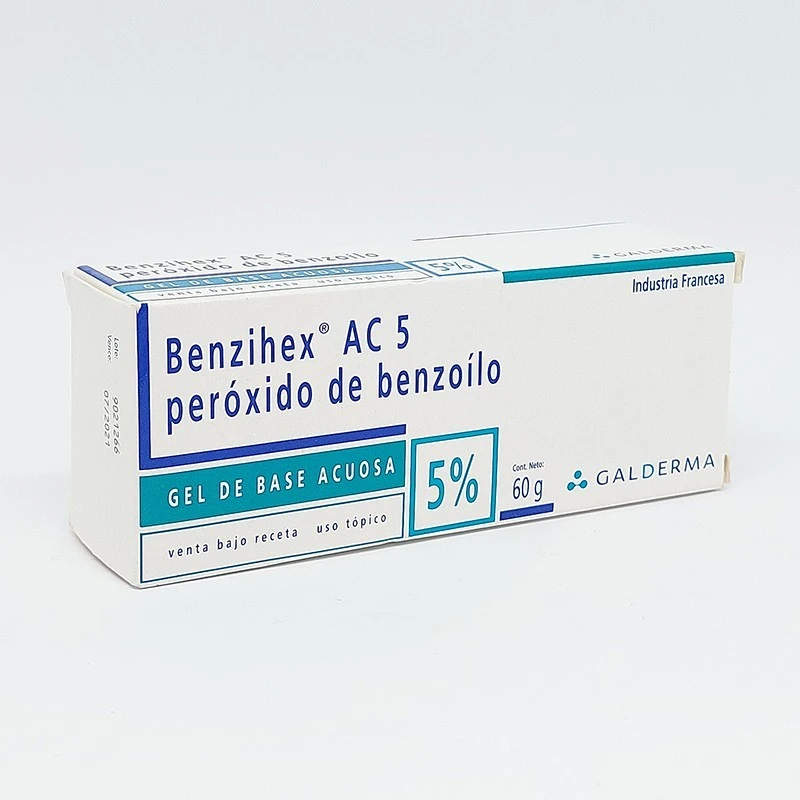 Benzihex® AC 5
peróxido de benzoílo
GEL DE BASE ACUOSA
venta bajo receta uso tópico
5%
GALDERMA
Industria Francesa
Lote: 9021266
Vence: 07/2021
Benzihex® AC 5
peróxido de benzoílo
GEL DE BASE ACUOSA
venta bajo receta uso tópico
5%
Cont. Neto:
60 g
GALDERMA